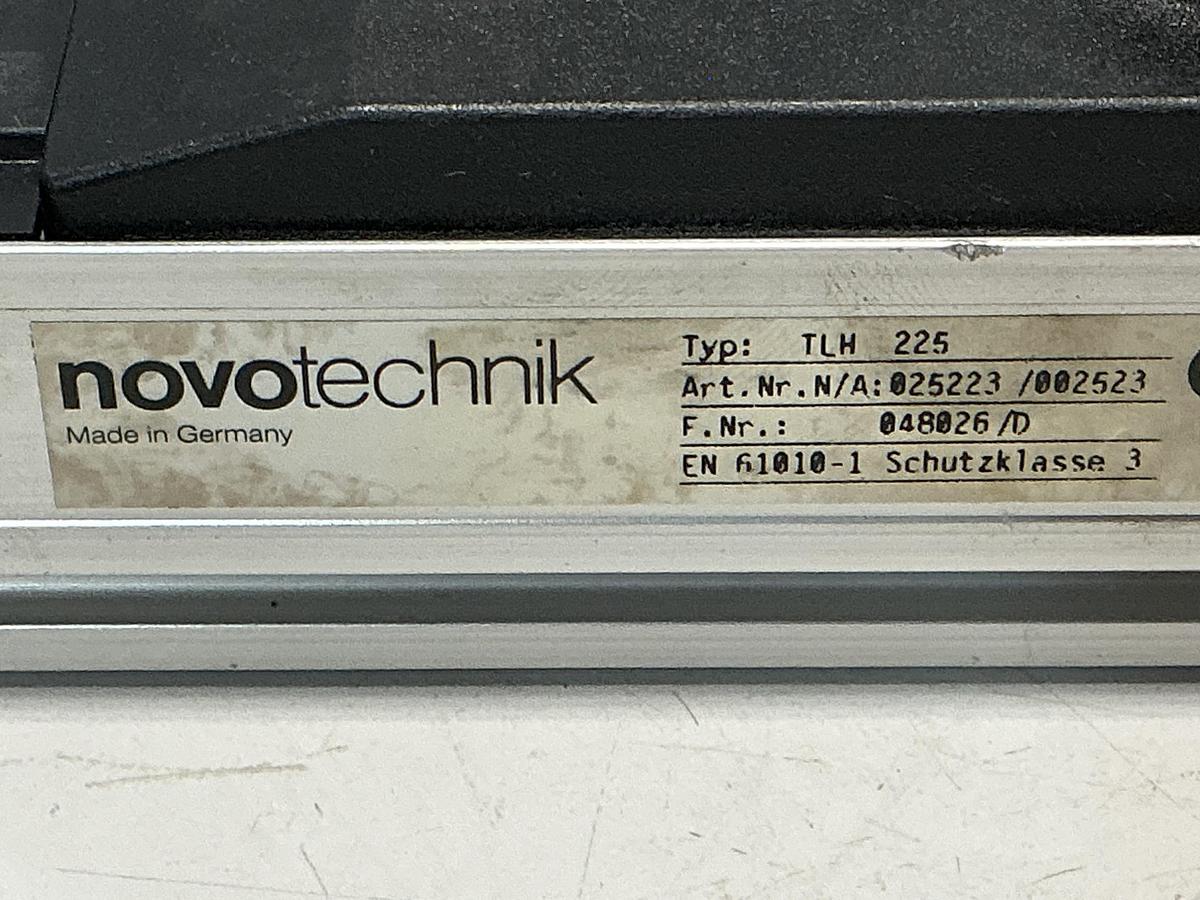 novotechnik
Made in Germany
Typ: TLH 225
Art.Nr.N/A:025223 /002523
F.Nr.: 048026/D
EN 61010-1 Schutzklasse 3